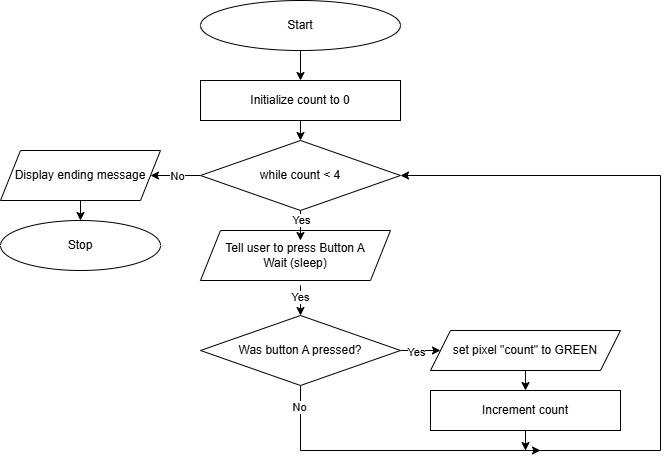 Start
Initialize count to 0
while count < 4
No
Display ending message
Stop
Yes
Tell user to press Button A
Wait (sleep)
Yes
Was button A pressed?
Yes
set pixel "count" to GREEN
Increment count
No